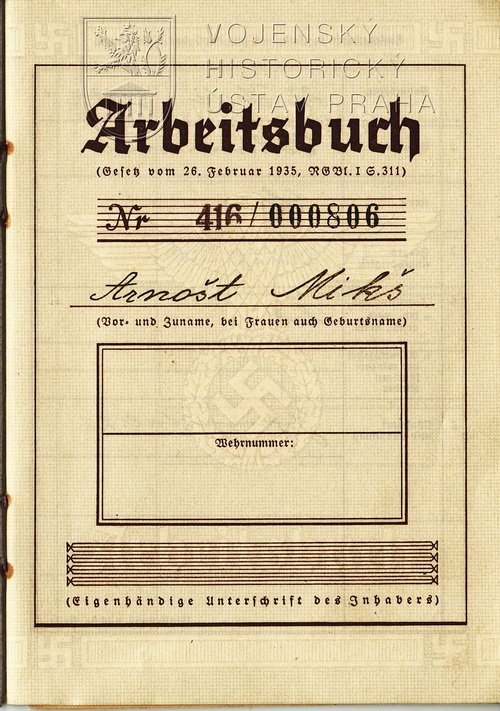 VOJENSKÝ
HISTORICKÝ
ÚSTAV PRAHA
Arbeitsbuch
(Gesetz vom 26. Februar 1935, RGBl. I S. 311)
Nr 416/000806
Arnošt Mikš
(Vor- und Zuname, bei Frauen auch Geburtsname)
Wehrnummer:
(Eigenhändige Unterschrift des Inhabers)